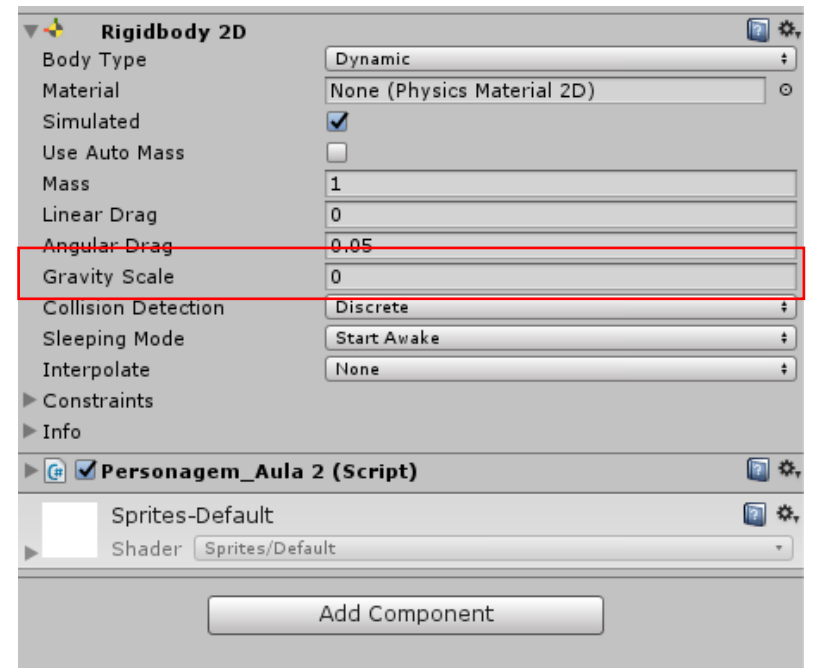 Rigidbody 2D
Body Type Dynamic
Material None (Physics Material 2D)
Simulated
Use Auto Mass
Mass 1
Linear Drag 0
Angular Drag 0.05
Gravity Scale 0
Collision Detection Discrete
Sleeping Mode Start Awake
Interpolate None
Constraints
Info
C# Personagem_Aula 2 (Script)
Sprites-Default
Shader Sprites/Default
Add Component